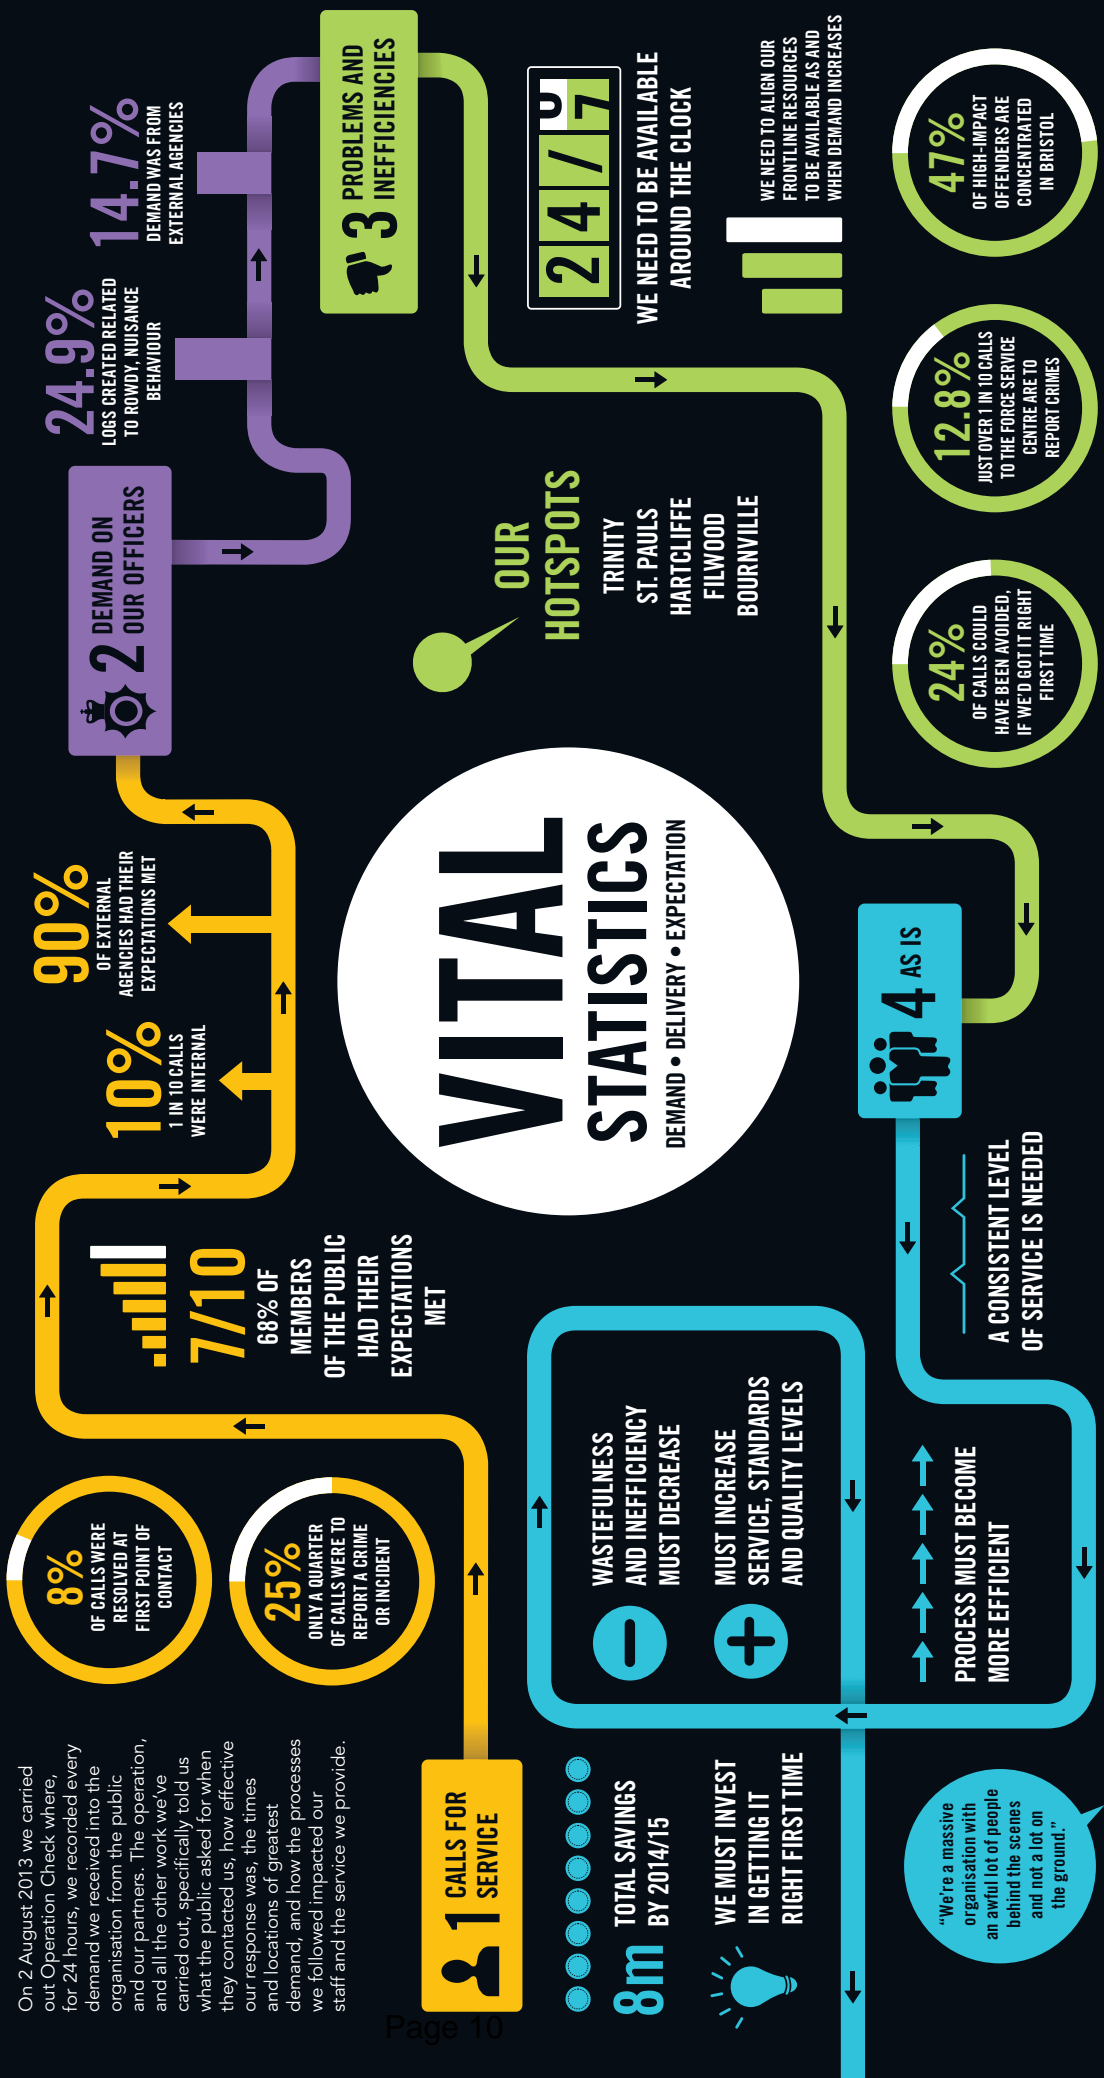 On 2 August 2013 we carried
out Operation Check where,
for 24 hours, we recorded every
demand we received into the
organisation from the public
and our partners. The operation,
and all the other work we've
carried out, specifically told us
what the public asked for when
they contacted us, how effective
our response was, the times
and locations of greatest
demand, and how the processes
we followed impacted our
staff and the service we provide.
1 CALLS FOR
SERVICE
8%
OF CALLS WERE
RESOLVED AT
FIRST POINT OF
CONTACT
25%
ONLY A QUARTER
OF CALLS WERE TO
REPORT A CRIME
OR INCIDENT
7/10
68% OF
MEMBERS
OF THE PUBLIC
HAD THEIR
EXPECTATIONS
MET
10%
1 IN 10 CALLS
WERE INTERNAL
90%
OF EXTERNAL
AGENCIES HAD THEIR
EXPECTATIONS MET
2 DEMAND ON
OUR OFFICERS
24.9%
LOGS CREATED RELATED
TO ROWDY, NUISANCE
BEHAVIOUR
14.7%
DEMAND WAS FROM
EXTERNAL AGENCIES
3 PROBLEMS AND
INEFFICIENCIES
24/7
WE NEED TO BE AVAILABLE
AROUND THE CLOCK
WE NEED TO ALIGN OUR
FRONTLINE RESOURCES
TO BE AVAILABLE AS AND
WHEN DEMAND INCREASES
OUR
HOTSPOTS
TRINITY
ST. PAULS
HARTCLIFFE
FILWOOD
BOURNVILLE
VITAL
STATISTICS
DEMAND • DELIVERY • EXPECTATION
24%
OF CALLS COULD
HAVE BEEN AVOIDED,
IF WE'D GOT IT RIGHT
FIRST TIME
12.8%
JUST OVER 1 IN 10 CALLS
TO THE FORCE SERVICE
CENTRE ARE TO
REPORT CRIMES
47%
OF HIGH-IMPACT
OFFENDERS ARE
CONCENTRATED
IN BRISTOL
4 AS IS
A CONSISTENT LEVEL
OF SERVICE IS NEEDED
PROCESS MUST BECOME
MORE EFFICIENT
WASTEFULNESS
AND INEFFICIENCY
MUST DECREASE
MUST INCREASE
SERVICE, STANDARDS
AND QUALITY LEVELS
8m TOTAL SAVINGS
BY 2014/15
WE MUST INVEST
IN GETTING IT
RIGHT FIRST TIME
"We're a massive
organisation with
an awful lot of people
behind the scenes
and not a lot on
the ground."
Page 10